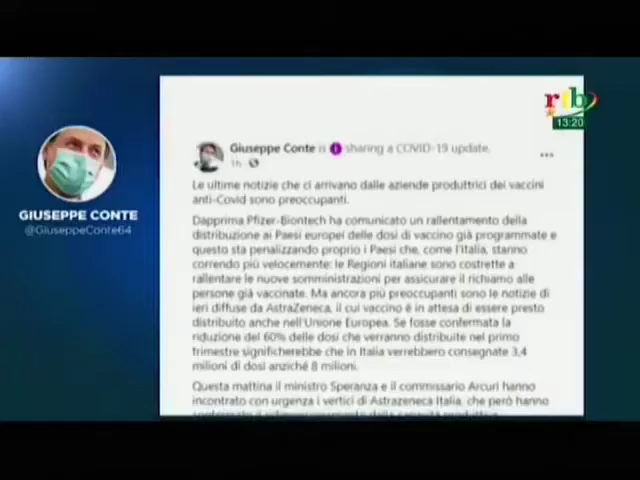 rtb
13:20
Giuseppe Conte is sharing a COVID-19 update.
1h
Le ultime notizie che ci arrivano dalle aziende produttrici dei vaccini
anti-Covid sono preoccupanti.
Dapprima Pfizer-Biontech ha comunicato un rallentamento della
distribuzione ai Paesi europei delle dosi di vaccino già programmate e
questo sta penalizzando proprio i Paesi che, come l'Italia, stanno
correndo più velocemente: le Regioni italiane sono costrette a
rallentare le nuove somministrazioni per assicurare il richiamo alle
persone già vaccinate. Ma ancora più preoccupanti sono le notizie di
ieri diffuse da AstraZeneca, il cui vaccino è in attesa di essere presto
distribuito anche nell'Unione Europea. Se fosse confermata la
riduzione del 60% delle dosi che verranno distribuite nel primo
trimestre significherebbe che in Italia verrebbero consegnate 3,4
milioni di dosi anziché 8 milioni.
Questa mattina il ministro Speranza e il commissario Arcuri hanno
incontrato con urgenza i vertici di Astrazeneca Italia, che però hanno
GIUSEPPE CONTE
@GiuseppeConte64